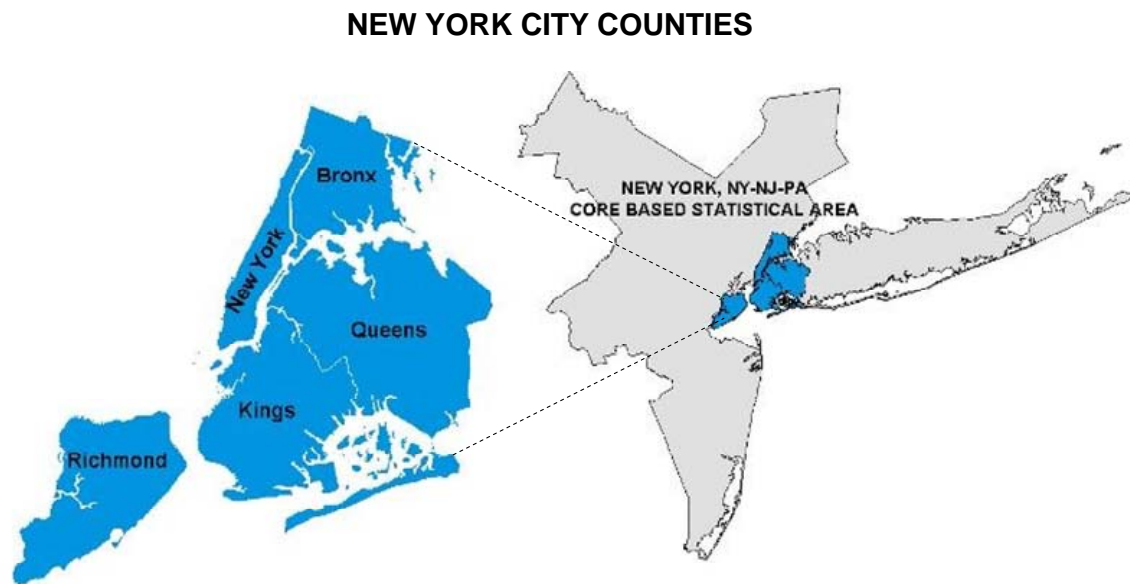 NEW YORK CITY COUNTIES
Bronx
New York
Queens
Kings
Richmond
NEW YORK, NY-NJ-PA
CORE BASED STATISTICAL AREA